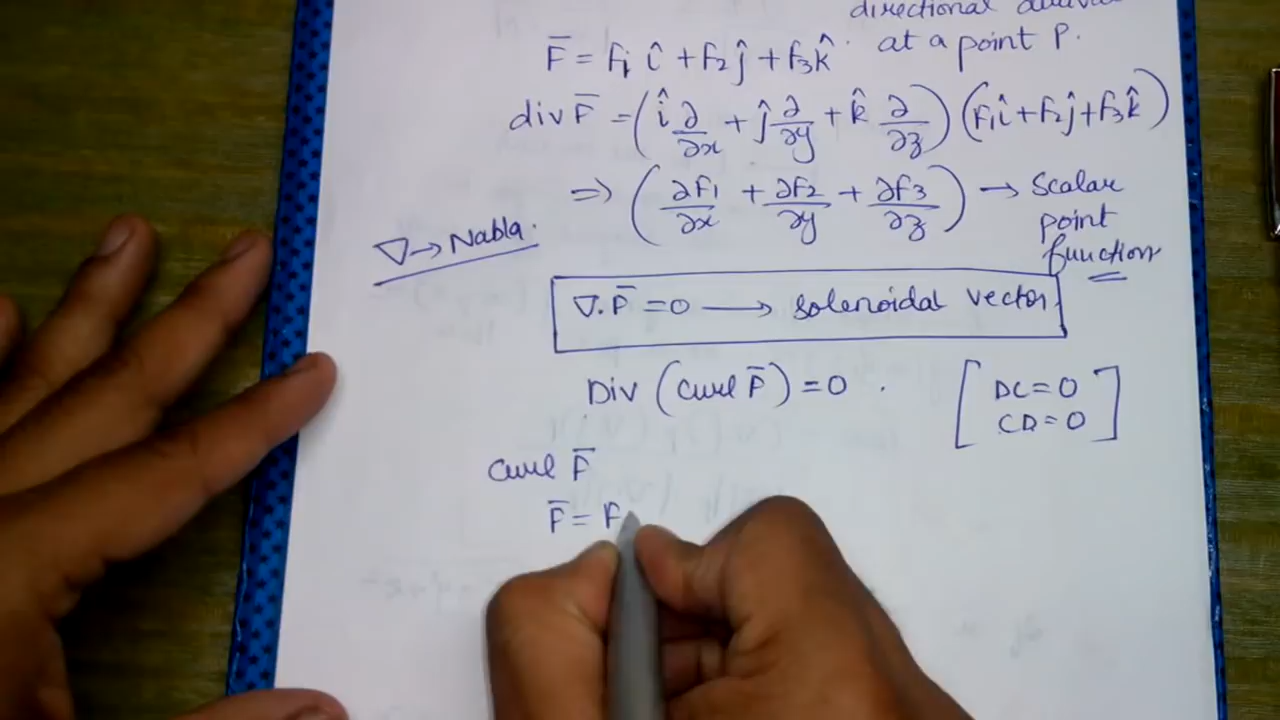 directional
F̅ = f₁ î + f₂ ĵ + f₃ k̂ at a point P.
div F̅ = (î ∂/∂x + ĵ ∂/∂y + k̂ ∂/∂z) (f₁î + f₂ĵ + f₃k̂)
=> (∂f₁/∂x + ∂f₂/∂y + ∂f₃/∂z) → Scalar
point
function
∇ → Nabla.
∇. F̅ = 0 → Solenoidal vector
Div (curl F̅) = 0 .
[DC = 0
CD = 0]
curl F̅
F̅ = F